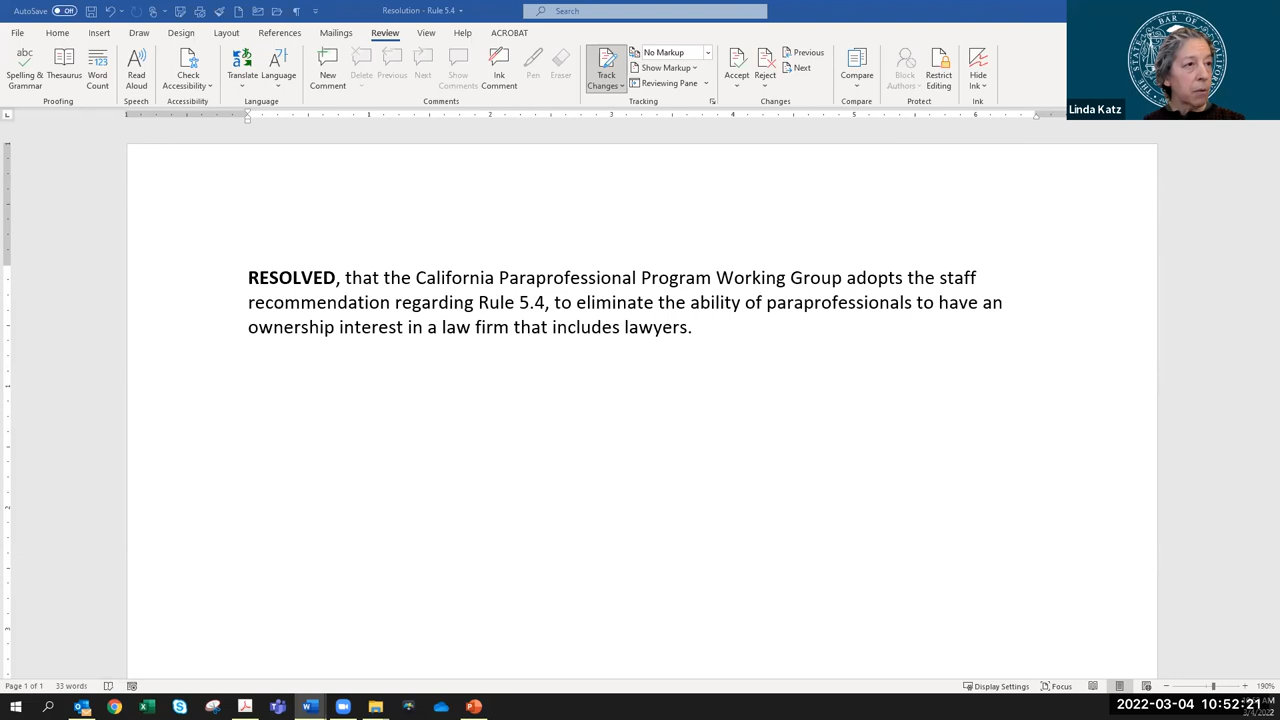 AutoSave Off Resolution - Rule 5.4 Search
File Home Insert Draw Design Layout References Mailings Review View Help ACROBAT
Spelling & Grammar Thesaurus Word Count Read Aloud Check Accessibility Translate Language New Comment Delete Previous Next Show Comments Ink Comment Pen Eraser Track Changes No Markup Show Markup Reviewing Pane Accept Reject Previous Next Compare Block Authors Restrict Editing Hide Ink
Proofing Speech Accessibility Language Comments Tracking Changes Compare Protect Ink
Linda Katz
RESOLVED, that the California Paraprofessional Program Working Group adopts the staff
recommendation regarding Rule 5.4, to eliminate the ability of paraprofessionals to have an
ownership interest in a law firm that includes lawyers.
Page 1 of 1 33 words Display Settings Focus 190%
2022-03-04 10:52:21